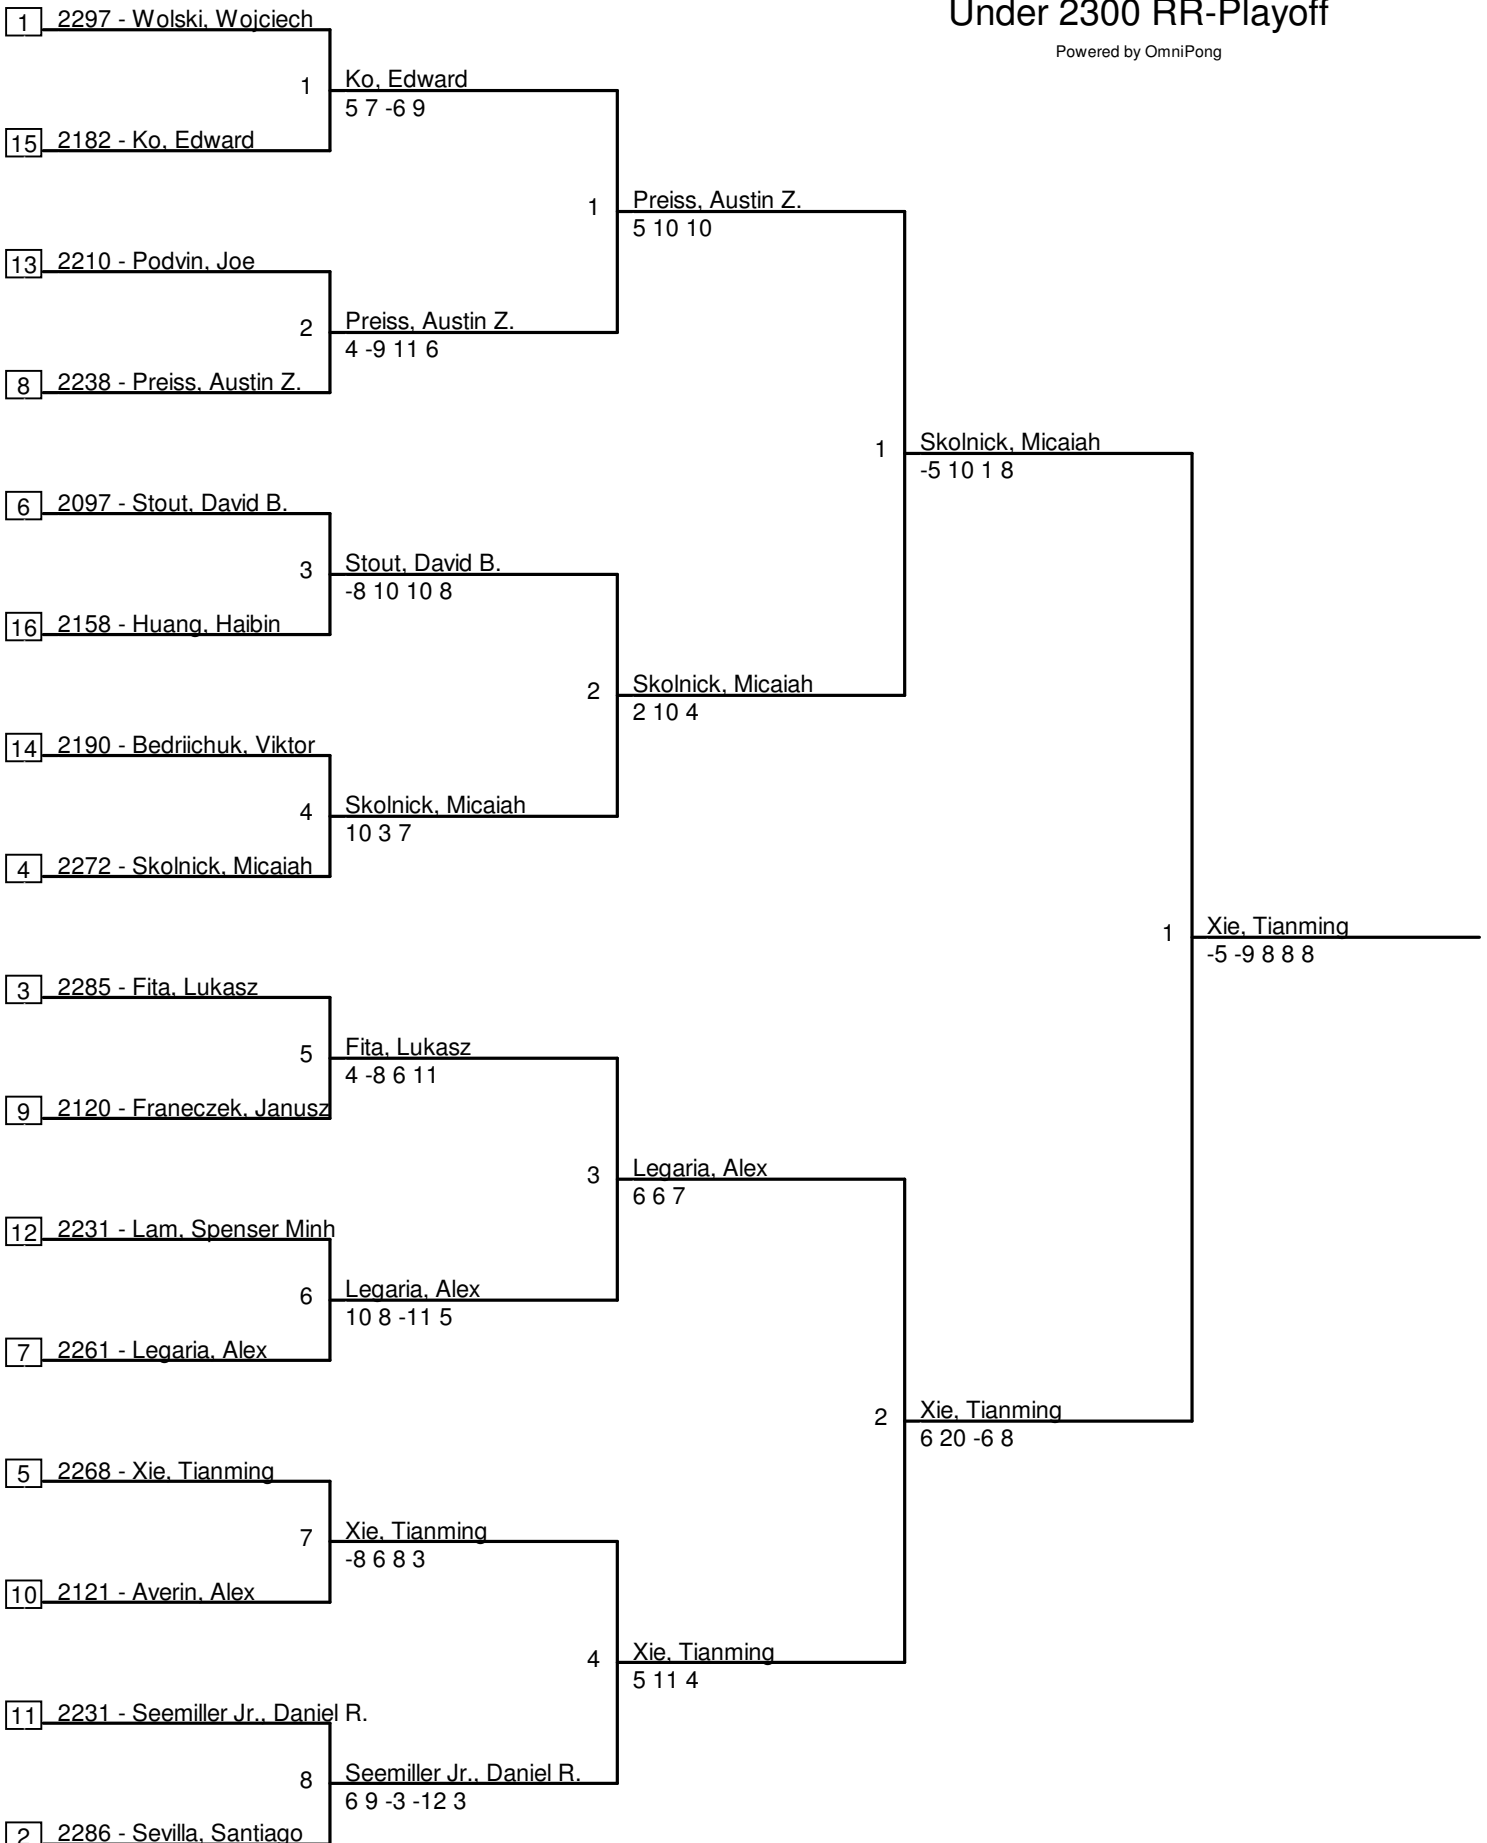 Under 2300 RR-Playoff
Powered by OmniPong
1 2297 - Wolski, Wojciech
1 Ko, Edward
5 7 -6 9
15 2182 - Ko, Edward
1 Preiss, Austin Z.
5 10 10
13 2210 - Podvin, Joe
2 Preiss, Austin Z.
4 -9 11 6
8 2238 - Preiss, Austin Z.
1 Skolnick, Micaiah
-5 10 1 8
6 2097 - Stout, David B.
3 Stout, David B.
-8 10 10 8
16 2158 - Huang, Haibin
2 Skolnick, Micaiah
2 10 4
14 2190 - Bedriichuk, Viktor
4 Skolnick, Micaiah
10 3 7
4 2272 - Skolnick, Micaiah
1 Xie, Tianming
-5 -9 8 8 8
3 2285 - Fita, Lukasz
5 Fita, Lukasz
4 -8 6 11
9 2120 - Franeczek, Janusz
3 Legaria, Alex
6 6 7
12 2231 - Lam, Spenser Minh
6 Legaria, Alex
10 8 -11 5
7 2261 - Legaria, Alex
2 Xie, Tianming
6 20 -6 8
5 2268 - Xie, Tianming
7 Xie, Tianming
-8 6 8 3
10 2121 - Averin, Alex
4 Xie, Tianming
5 11 4
11 2231 - Seemiller Jr., Daniel R.
8 Seemiller Jr., Daniel R.
6 9 -3 -12 3
2 2286 - Sevilla, Santiago